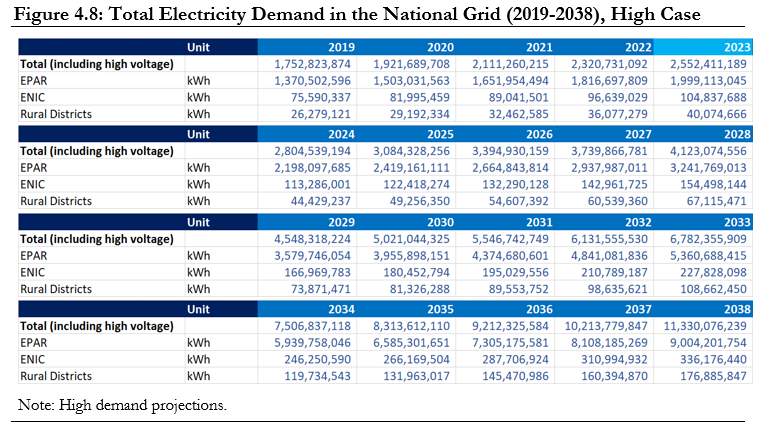 Figure 4.8: Total Electricity Demand in the National Grid (2019-2038), High Case
Unit 2019 2020 2021 2022 2023
Total (including high voltage) 1,752,823,874 1,921,689,708 2,111,260,215 2,320,731,092 2,552,411,189
EPAR kWh 1,370,502,596 1,503,031,563 1,651,954,494 1,816,697,809 1,999,113,045
ENIC kWh 75,590,337 81,995,459 89,041,501 96,639,029 104,837,688
Rural Districts kWh 26,279,121 29,192,334 32,462,585 36,077,279 40,074,666
Unit 2024 2025 2026 2027 2028
Total (including high voltage) 2,804,539,194 3,084,328,256 3,394,930,159 3,739,866,781 4,123,074,556
EPAR kWh 2,198,097,685 2,419,161,111 2,664,843,814 2,937,987,011 3,241,769,013
ENIC kWh 113,286,001 122,418,274 132,290,128 142,961,725 154,498,144
Rural Districts kWh 44,429,237 49,256,350 54,607,392 60,539,360 67,115,471
Unit 2029 2030 2031 2032 2033
Total (including high voltage) 4,548,318,224 5,021,044,325 5,546,742,749 6,131,555,530 6,782,355,909
EPAR kWh 3,579,746,054 3,955,898,151 4,374,680,601 4,841,081,836 5,360,688,415
ENIC kWh 166,969,783 180,452,794 195,029,556 210,789,187 227,828,098
Rural Districts kWh 73,871,471 81,326,288 89,553,752 98,635,621 108,662,450
Unit 2034 2035 2036 2037 2038
Total (including high voltage) 7,506,837,118 8,313,612,110 9,212,325,584 10,213,779,847 11,330,076,239
EPAR kWh 5,939,758,046 6,585,301,651 7,305,175,581 8,108,185,269 9,004,201,754
ENIC kWh 246,250,590 266,169,504 287,706,924 310,994,932 336,176,440
Rural Districts kWh 119,734,543 131,963,017 145,470,986 160,394,870 176,885,847
Note: High demand projections.